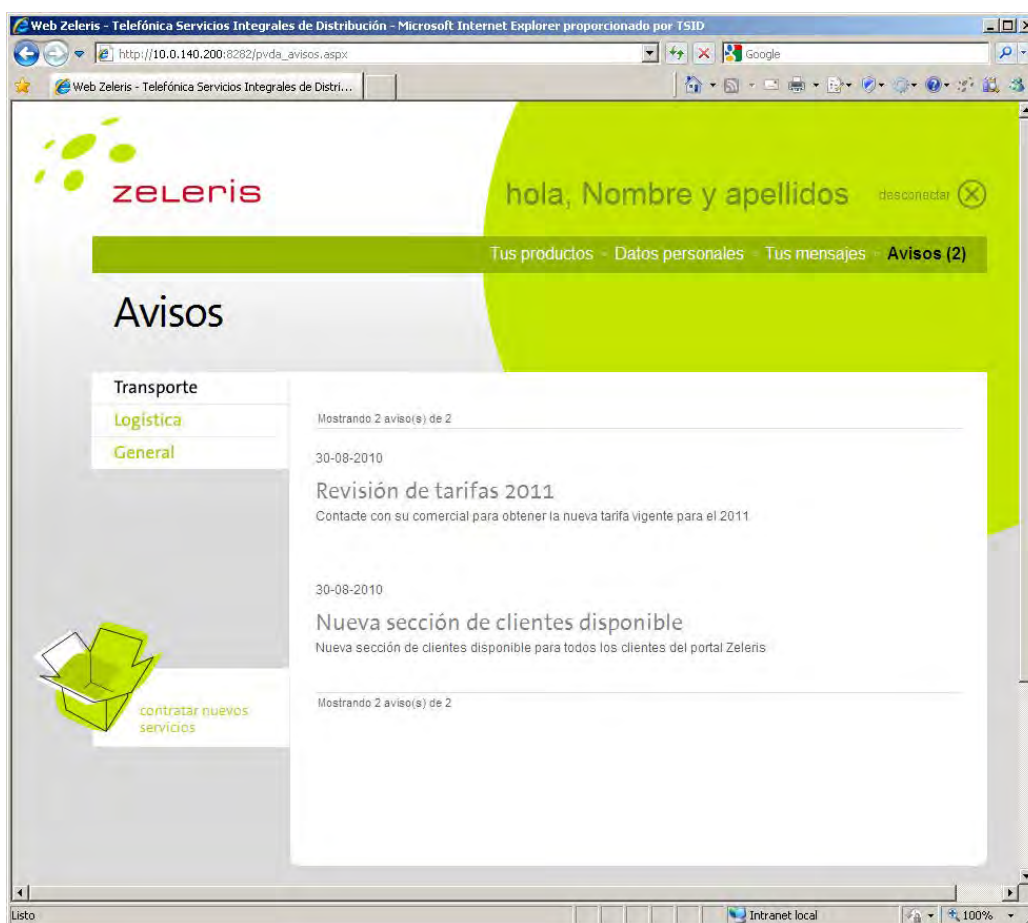 Web Zeleris - Telefónica Servicios Integrales de Distribución - Microsoft Internet Explorer proporcionado por TSID
http://10.0.140.200:8282/pvda_avisos.aspx
Google
Web Zeleris - Telefónica Servicios Integrales de Distri...
zeleris
hola, Nombre y apellidos
desconectar
Tus productos - Datos personales - Tus mensajes - Avisos (2)
Avisos
Transporte
Logística
General
Mostrando 2 aviso(s) de 2
30-08-2010
Revisión de tarifas 2011
Contacte con su comercial para obtener la nueva tarifa vigente para el 2011
30-08-2010
Nueva sección de clientes disponible
Nueva sección de clientes disponible para todos los clientes del portal Zeleris
Mostrando 2 aviso(s) de 2
contratar nuevos
servicios
Listo
Intranet local
100%